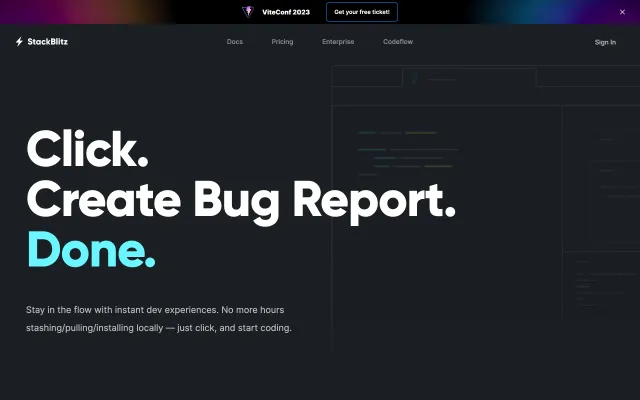 ViteConf 2023
Get your free ticket!
StackBlitz
Docs
Pricing
Enterprise
Codeflow
Sign In
Click.
Create Bug Report.
Done.
Stay in the flow with instant dev experiences. No more hours
stashing/pulling/installing locally — just click, and start coding.